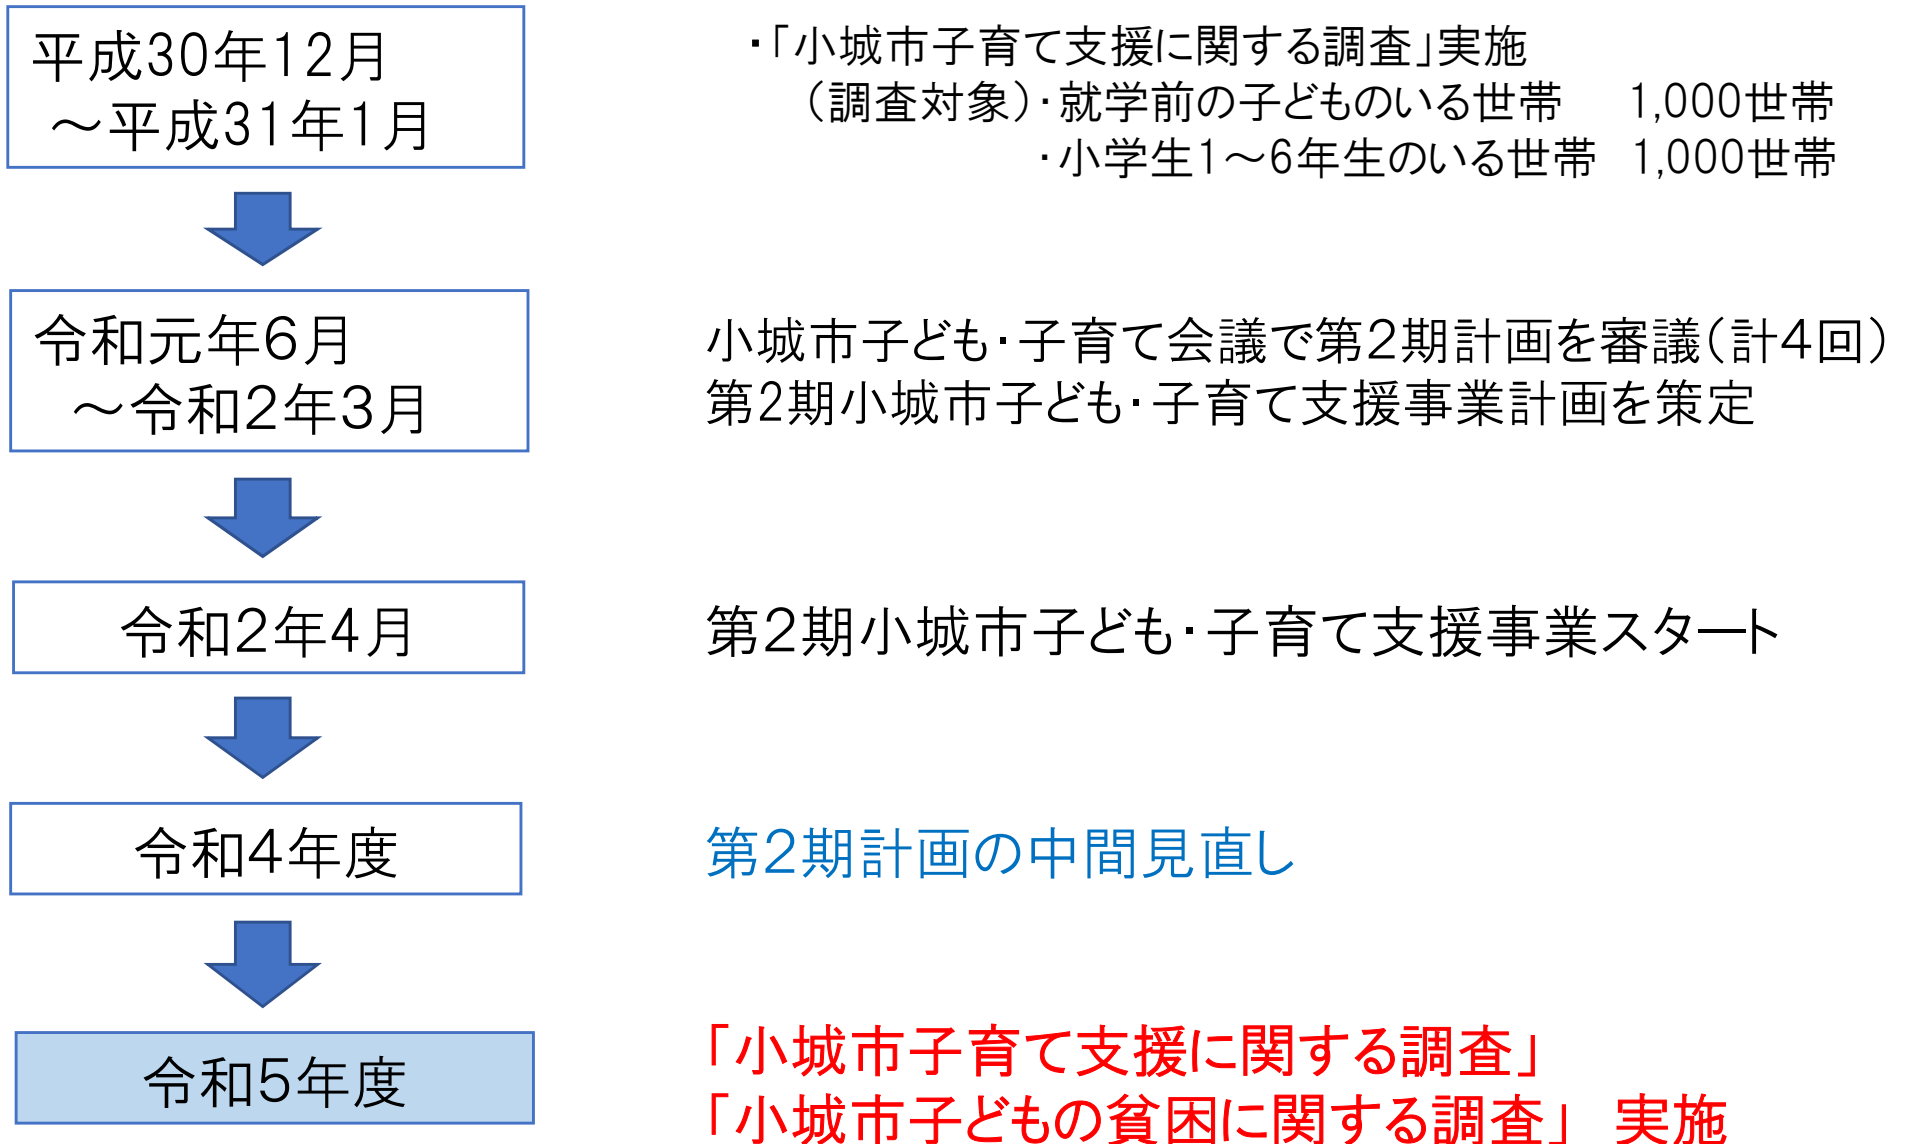 平成30年12月
～平成31年1月
・「小城市子育て支援に関する調査」実施
（調査対象）・就学前の子どものいる世帯　1,000世帯
・小学生1～6年生のいる世帯　1,000世帯
令和元年6月
～令和2年3月
小城市子ども・子育て会議で第2期計画を審議（計4回）
第2期小城市子ども・子育て支援事業計画を策定
令和2年4月
第2期小城市子ども・子育て支援事業スタート
令和4年度
第2期計画の中間見直し
令和5年度
「小城市子育て支援に関する調査」
「小城市子どもの貧困に関する調査」　実施